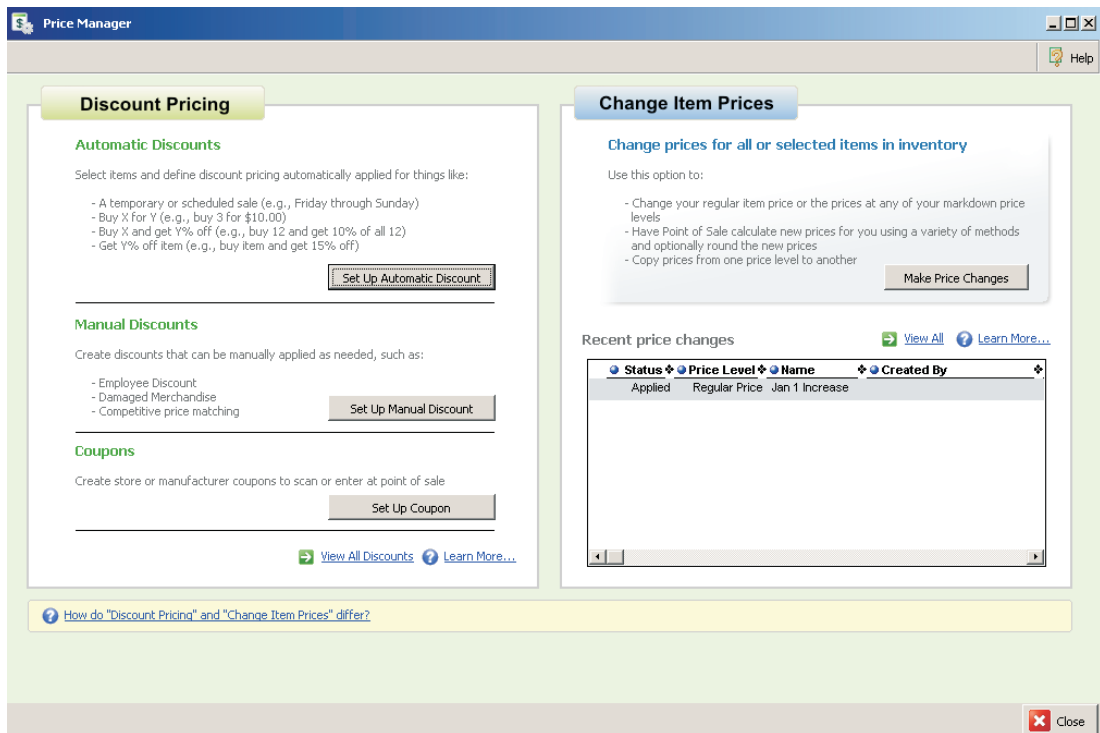 Price Manager
Help
Discount Pricing
Automatic Discounts
Select items and define discount pricing automatically applied for things like:
- A temporary or scheduled sale (e.g., Friday through Sunday)
- Buy X for Y (e.g., buy 3 for $10.00)
- Buy X and get Y% off (e.g., buy 12 and get 10% of all 12)
- Get Y% off item (e.g., buy item and get 15% off)
Set Up Automatic Discount
Manual Discounts
Create discounts that can be manually applied as needed, such as:
- Employee Discount
- Damaged Merchandise
- Competitive price matching
Set Up Manual Discount
Coupons
Create store or manufacturer coupons to scan or enter at point of sale
Set Up Coupon
View All Discounts
Learn More...
Change Item Prices
Change prices for all or selected items in inventory
Use this option to:
- Change your regular item price or the prices at any of your markdown price
levels
- Have Point of Sale calculate new prices for you using a variety of methods
and optionally round the new prices
- Copy prices from one price level to another
Make Price Changes
Recent price changes
View All
Learn More...
Status Price Level Name Created By
Applied Regular Price Jan 1 Increase
How do "Discount Pricing" and "Change Item Prices" differ?
Close